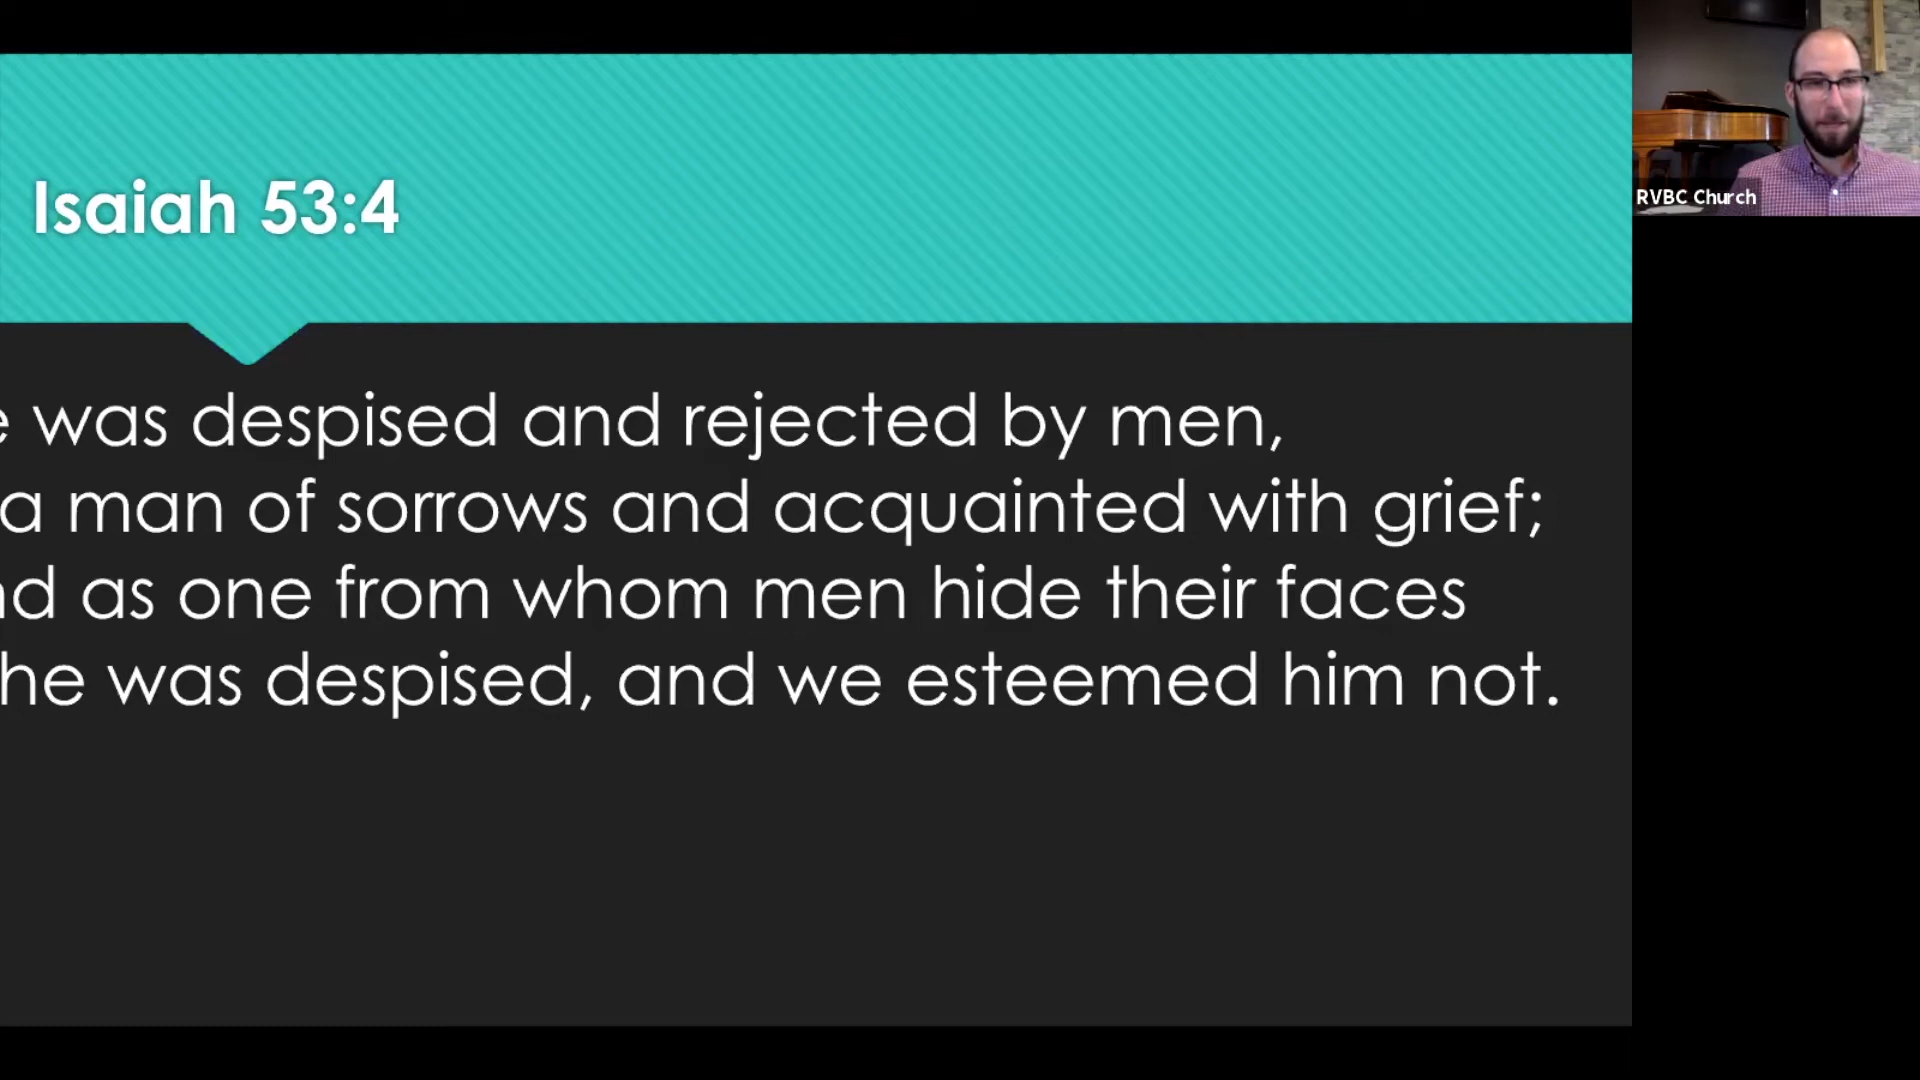 Isaiah 53:4
e was despised and rejected by men,
a man of sorrows and acquainted with grief;
nd as one from whom men hide their faces
he was despised, and we esteemed him not.
RVBC Church